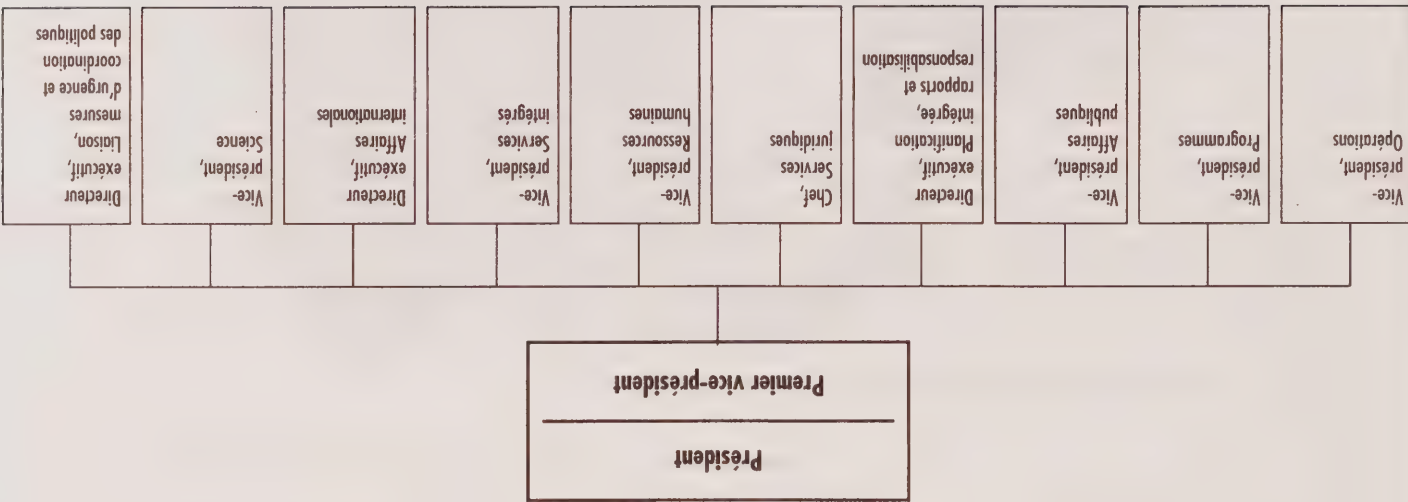 Président
Premier vice-président
Vice-
président,
Opérations
Vice-
président,
Programmes
Vice-
président,
Affaires
publiques
Directeur
exécutif,
Planification
intégrée,
rapports et
responsabilisation
Chef,
Services
juridiques
Vice-
président,
Ressources
humaines
Vice-
président,
Services
intégrés
Directeur
exécutif,
Affaires
internationales
Vice-
président,
Science
Directeur
exécutif,
Liaison,
mesures
d'urgence et
coordination
des politiques